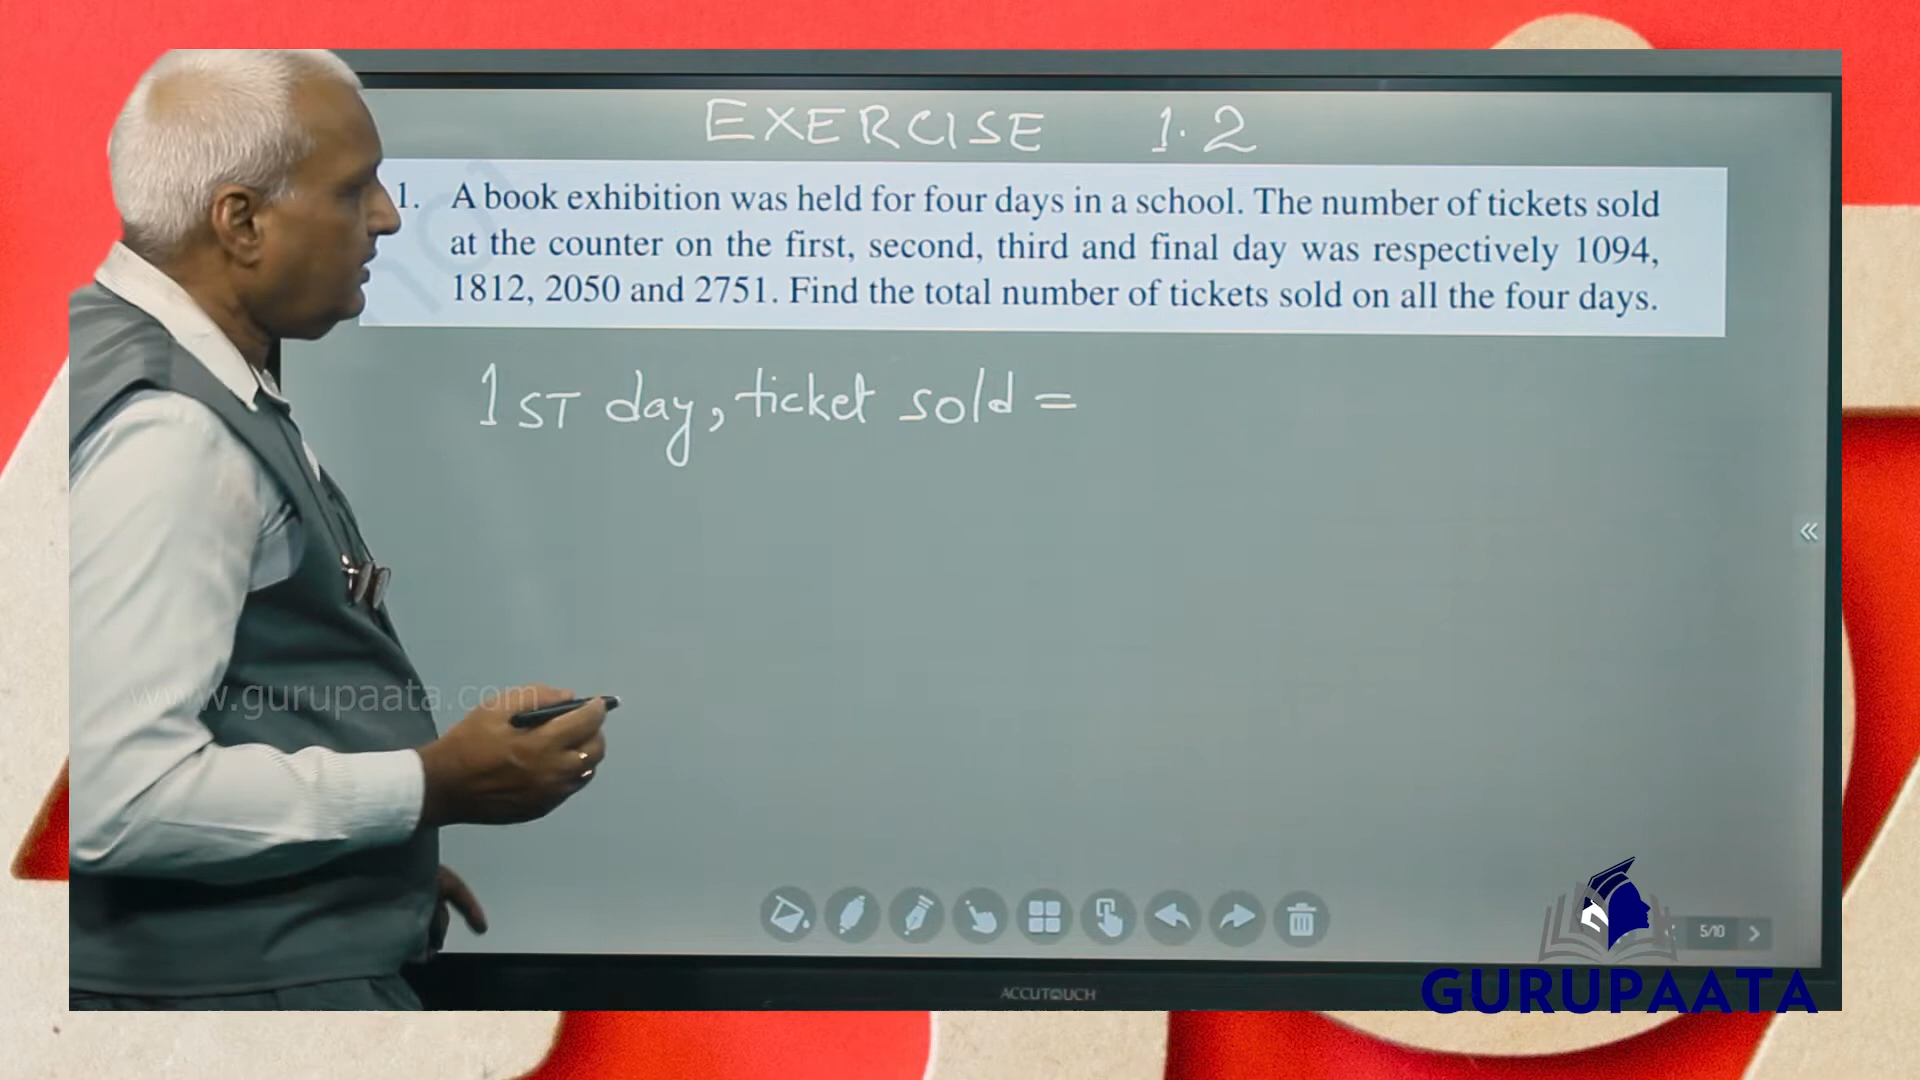 EXERCISE 1.2
1. A book exhibition was held for four days in a school. The number of tickets sold
at the counter on the first, second, third and final day was respectively 1094,
1812, 2050 and 2751. Find the total number of tickets sold on all the four days.
1ST day, ticket sold =
www.gurupaata.com
5/10
ACCUTOUCH
GURUPAATA